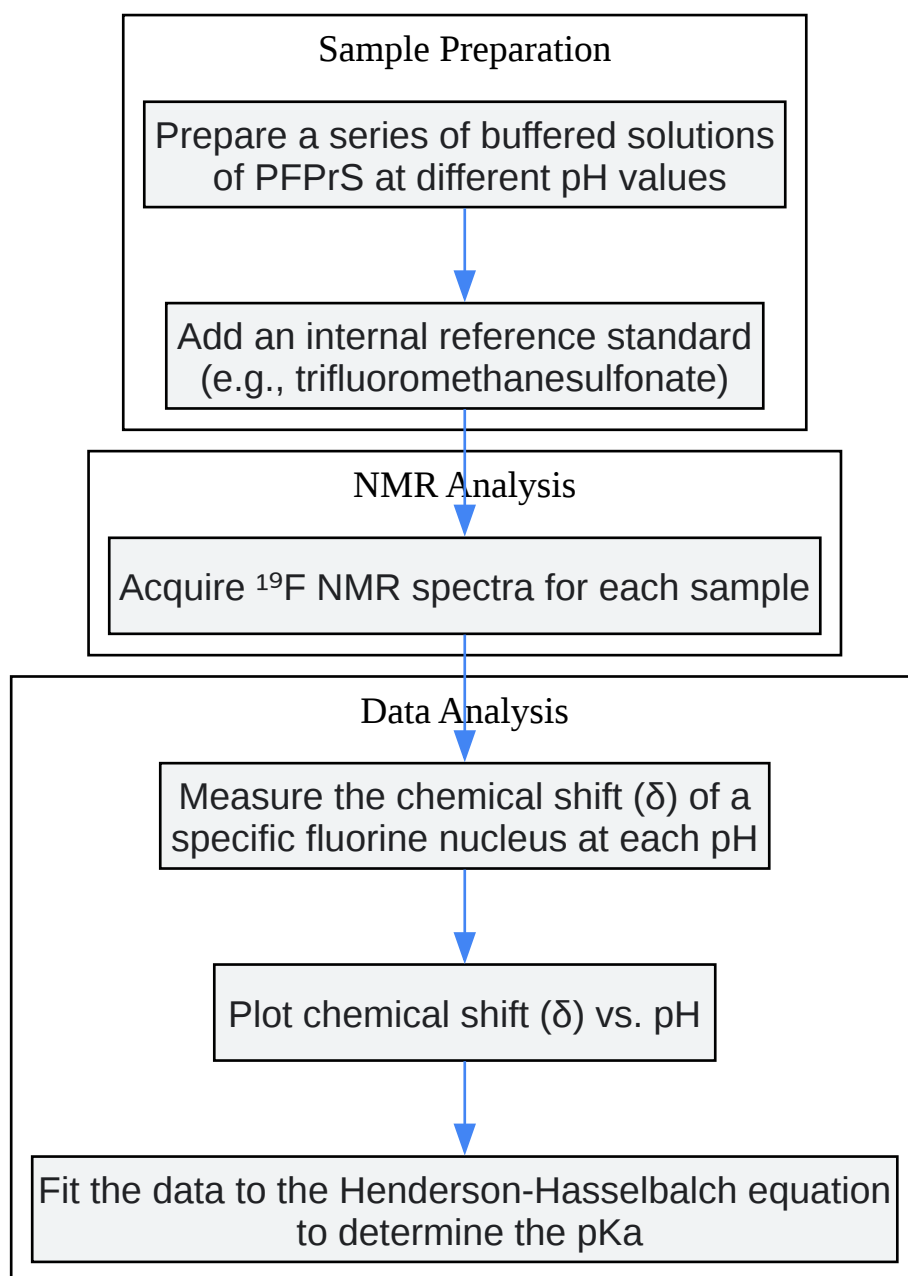 Sample Preparation
Prepare a series of buffered solutions
of PFPrS at different pH values
Add an internal reference standard
(e.g., trifluoromethanesulfonate)
NMR Analysis
Acquire ¹⁹F NMR spectra for each sample
Data Analysis
Measure the chemical shift (δ) of a
specific fluorine nucleus at each pH
Plot chemical shift (δ) vs. pH
Fit the data to the Henderson-Hasselbalch equation
to determine the pKa